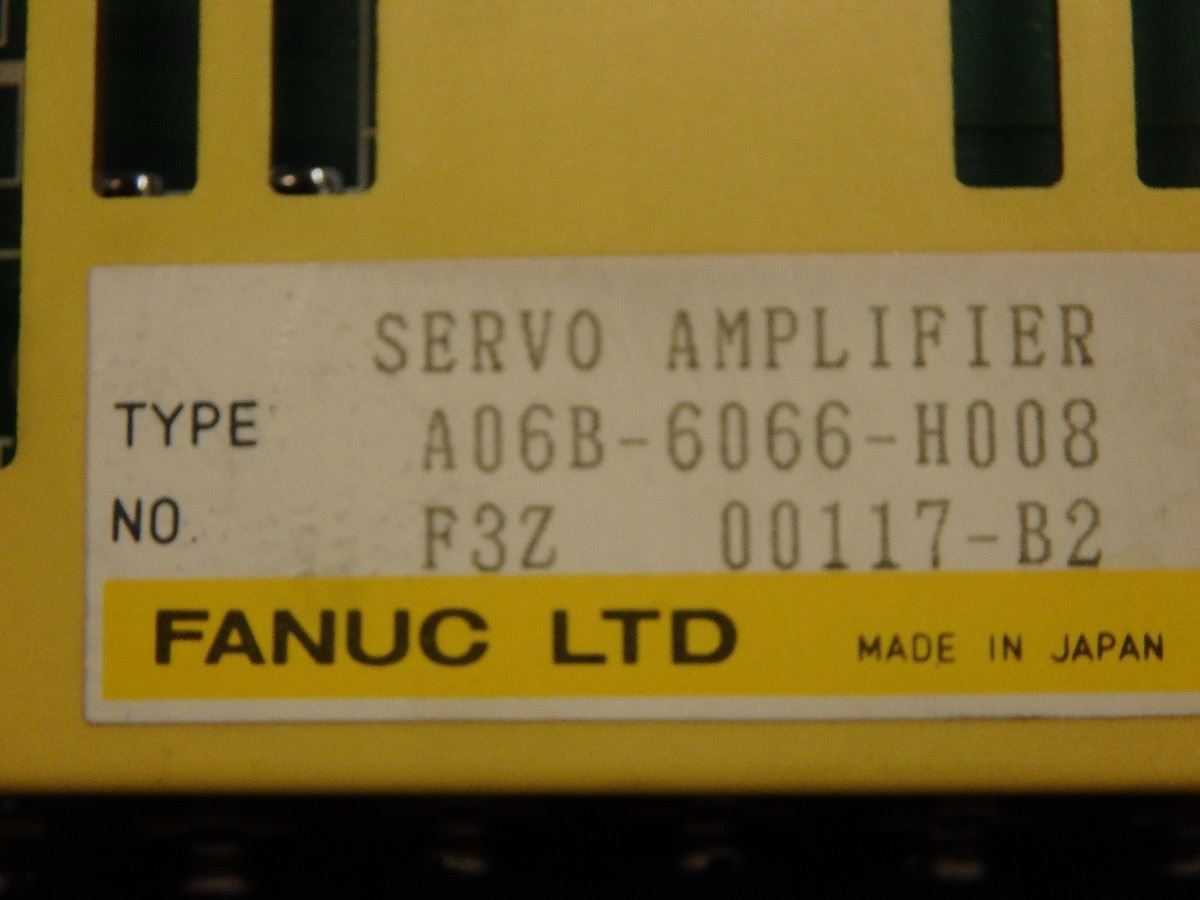 SERVO AMPLIFIER
TYPE A06B-6066-H008
NO. F3Z 00117-B2
FANUC LTD MADE IN JAPAN